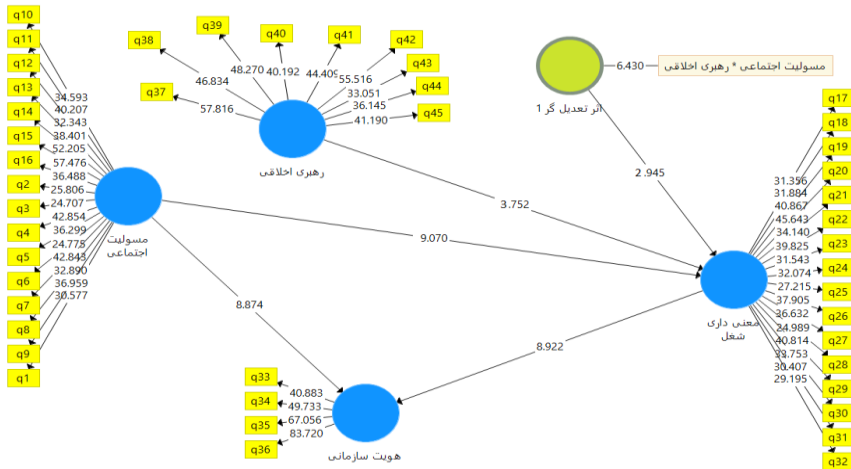 q10
q11
q12
q13
q14
q15
q16
q2
q3
q4
q5
q6
q7
q8
q9
q1
34.593
40.207
32.343
38.401
52.205
57.476
36.488
25.806
24.707
42.854
36.299
24.775
42.843
32.890
36.959
30.577
مسولیت
اجتماعی
q37
q38
q39
q40
q41
q42
q43
q44
q45
57.816
46.834
48.270
40.192
44.409
55.516
33.051
36.145
41.190
رهبری اخلاقی
6.430
مسولیت اجتماعی * رهبری اخلاقی
اثر تعدیل گر 1
2.945
3.752
9.070
8.874
8.922
q17
q18
q19
q20
q21
q22
q23
q24
q25
q26
q27
q28
q29
q30
q31
q32
31.356
31.884
40.867
45.643
34.140
39.825
31.543
32.074
27.215
37.905
36.632
24.989
40.814
33.753
30.407
29.195
معنی داری
شغل
q33
q34
q35
q36
40.883
49.733
67.056
83.720
هویت سازمانی